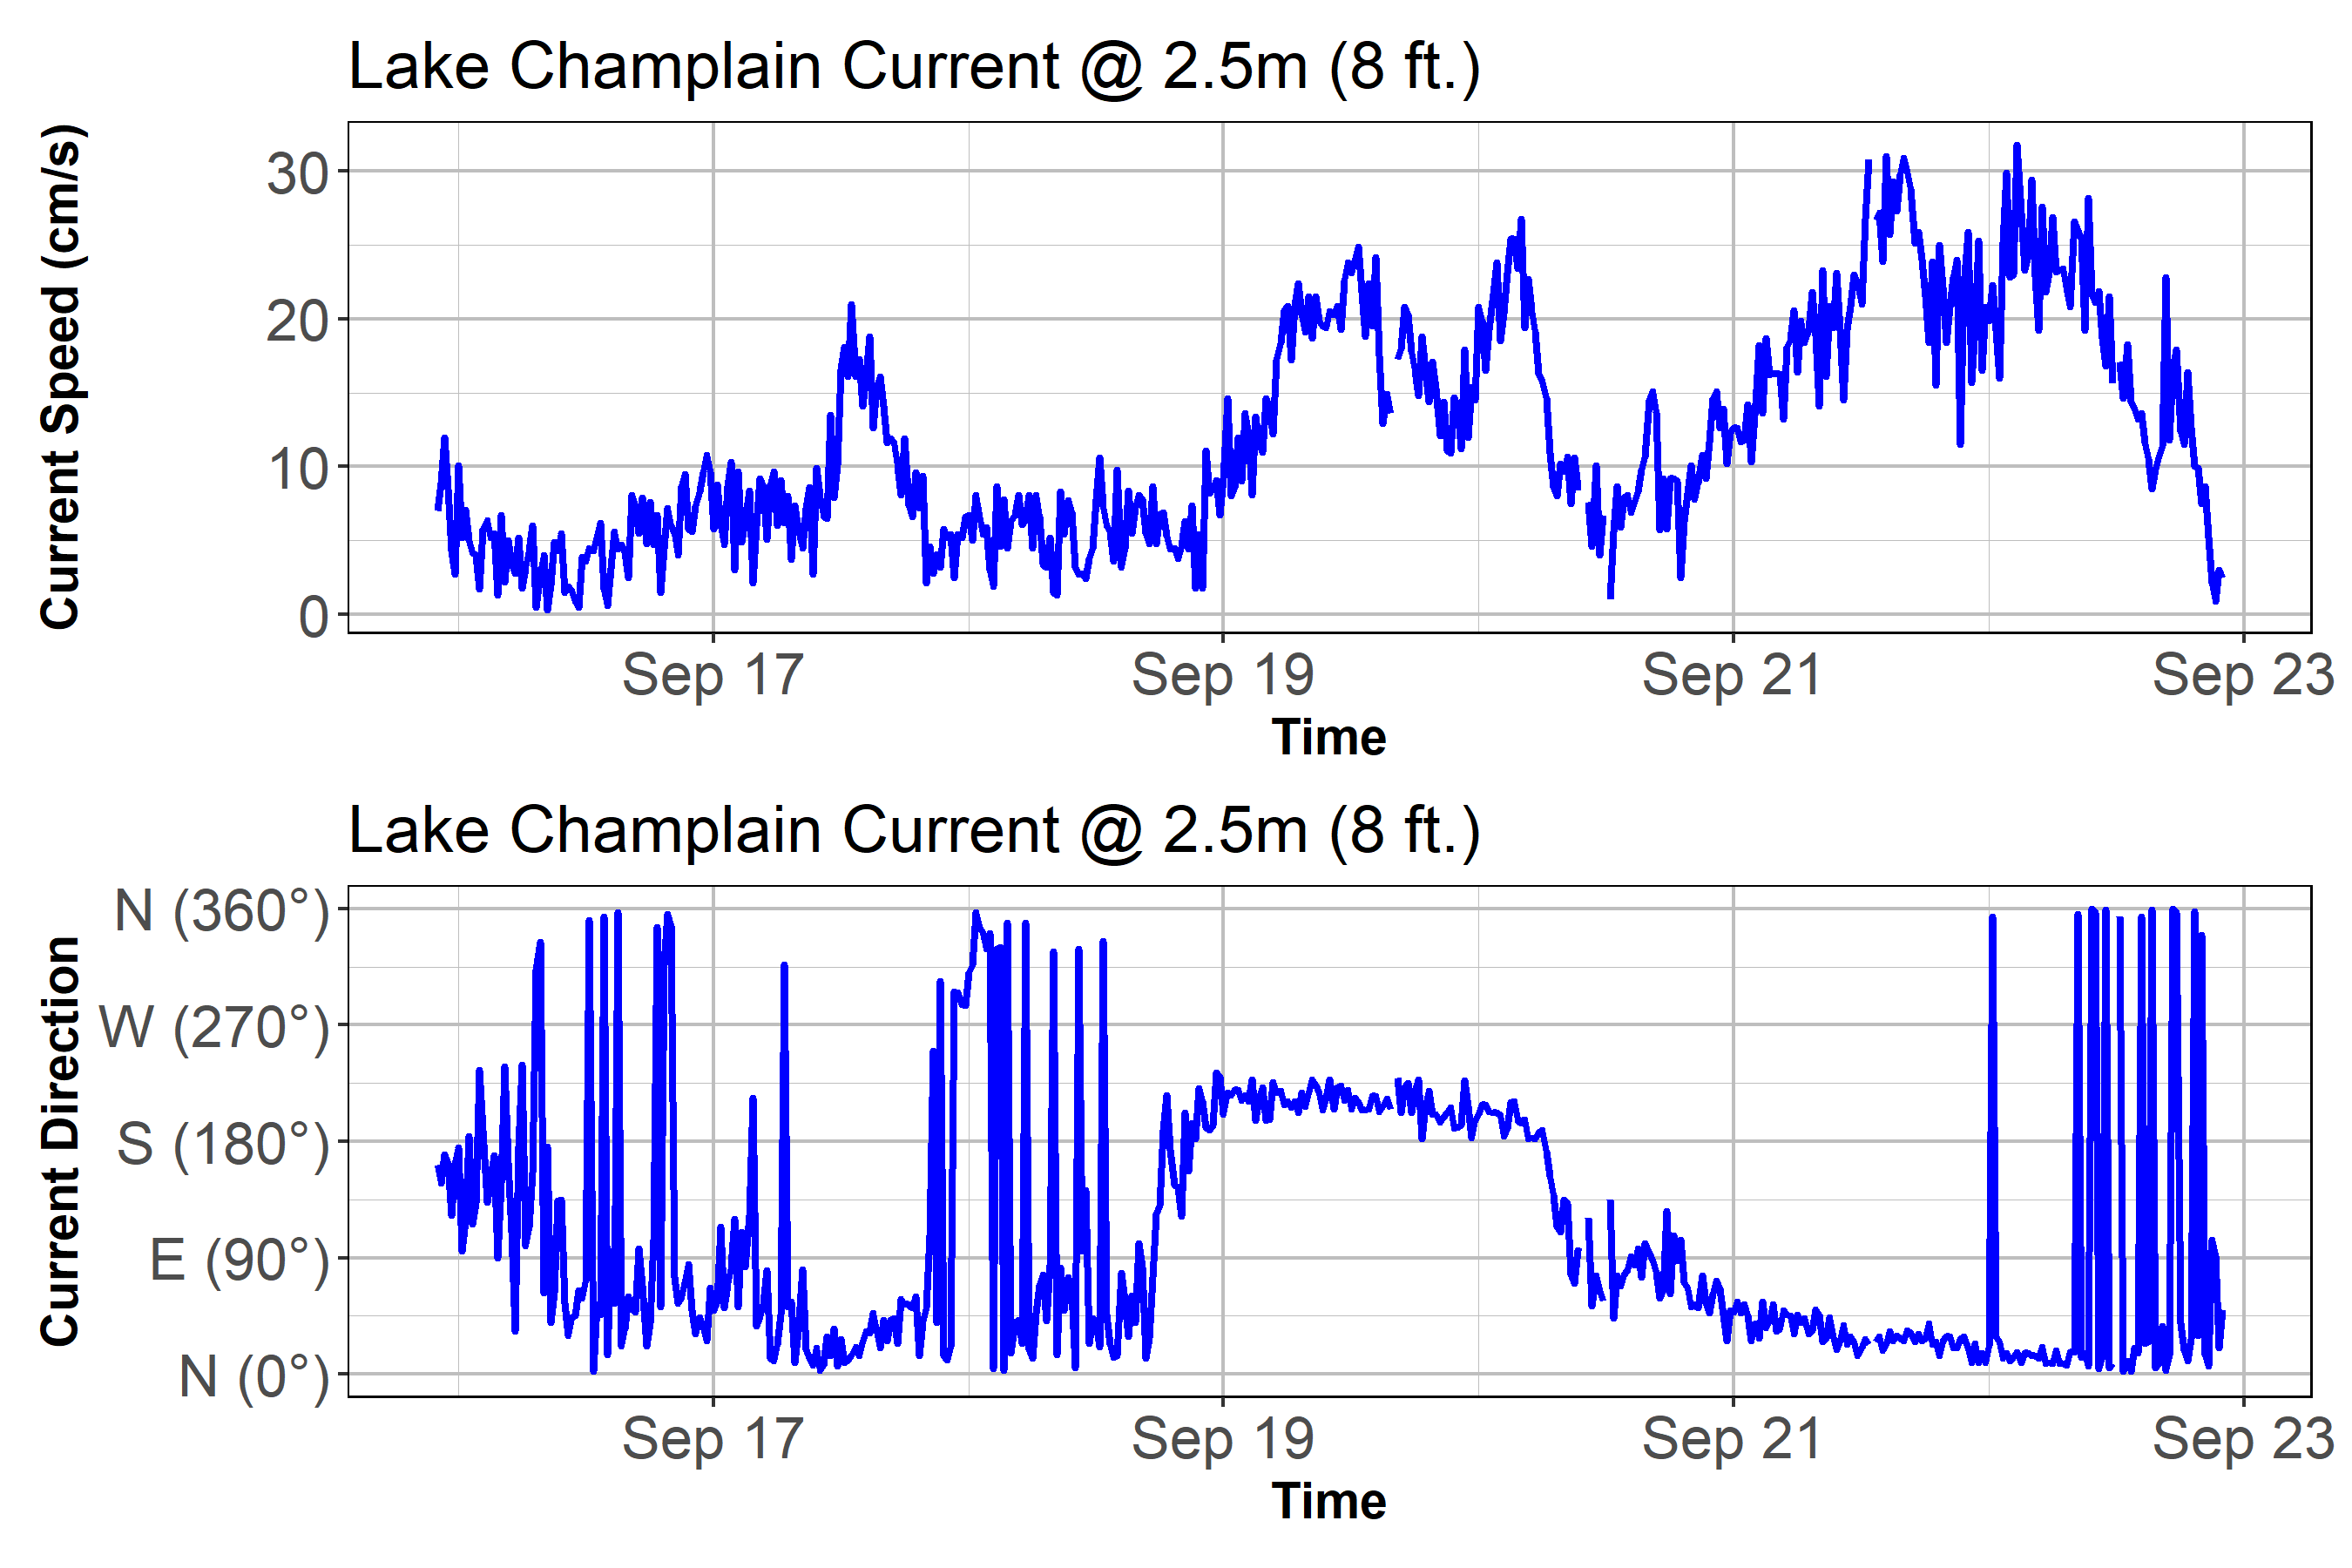 Lake Champlain Current @ 2.5m (8 ft.)
Current Speed (cm/s)
30
20
10
0
Sep 17 Sep 19 Sep 21 Sep 23
Time
Lake Champlain Current @ 2.5m (8 ft.)
Current Direction
N (360°)
W (270°)
S (180°)
E (90°)
N (0°)
Sep 17 Sep 19 Sep 21 Sep 23
Time